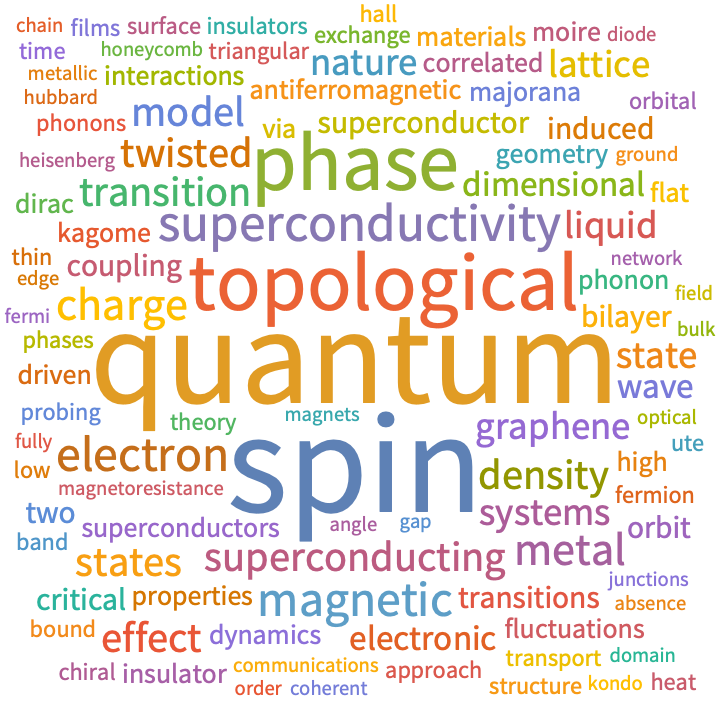 hall
chain films surface insulators exchange materials moire diode
time honeycomb triangular nature correlated lattice
metallic interactions antiferromagnetic majorana orbital
hubbard model via superconductor induced
phonons twisted phase geometry ground
heisenberg transition dimensional flat
dirac superconductivity liquid
kagome network
thin coupling topological phonon field
edge charge bilayer bulk
fermi
phases quantum state
driven wave
probing theory magnets graphene optical
fully electron spin density high ute
low magnetoresistance fermion
two superconductors angle gap systems orbit
band states superconducting metal
junctions
critical properties magnetic transitions absence
bound effect dynamics electronic fluctuations
chiral insulator communications approach transport domain
order coherent structure kondo heat